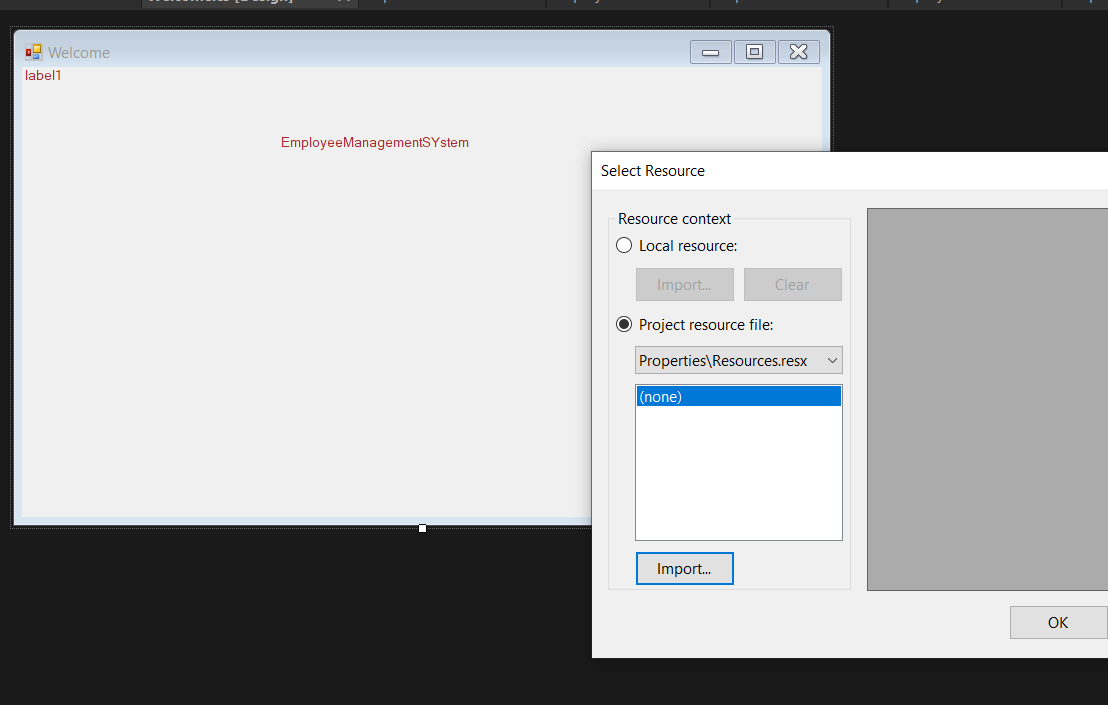 Welcome
label1
EmployeeManagementSYstem
Select Resource
Resource context
Local resource:
Import...
Clear
Project resource file:
Properties\Resources.resx
(none)
Import...
OK